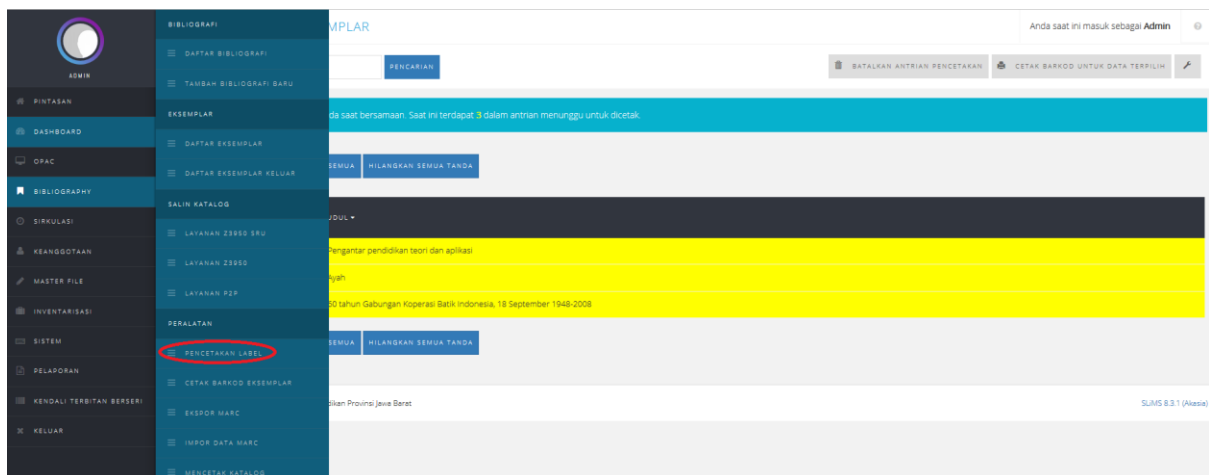 ADMIN
PINTASAN
DASHBOARD
OPAC
BIBLIOGRAPHY
SIRKULASI
KEANGGOTAAN
MASTER FILE
INVENTARISASI
SISTEM
PELAPORAN
KENDALI TERBITAN BERSERI
KELUAR
BIBLIOGRAFI
DAFTAR BIBLIOGRAFI
TAMBAH BIBLIOGRAFI BARU
EKSEMPLAR
DAFTAR EKSEMPLAR
DAFTAR EKSEMPLAR KELUAR
SALIN KATALOG
LAYANAN Z3950 SRU
LAYANAN Z3950
LAYANAN P2P
PERALATAN
PENCETAKAN LABEL
CETAK BARKOD EKSEMPLAR
EKSPOR MARC
IMPOR DATA MARC
MENCETAK KATALOG
MPLAR
Anda saat ini masuk sebagai Admin
PENCARIAN
BATALKAN ANTRIAN PENCETAKAN
CETAK BARKOD UNTUK DATA TERPILIH
da saat bersamaan. Saat ini terdapat 3 dalam antrian menunggu untuk dicetak.
SEMUA
HILANGKAN SEMUA TANDA
UDUL
Pengantar pendidikan teori dan aplikasi
Ayah
60 tahun Gabungan Koperasi Batik Indonesia, 18 September 1948-2008
SEMUA
HILANGKAN SEMUA TANDA
dikan Provinsi Jawa Barat
SLiMS 8.3.1 (Akasia)